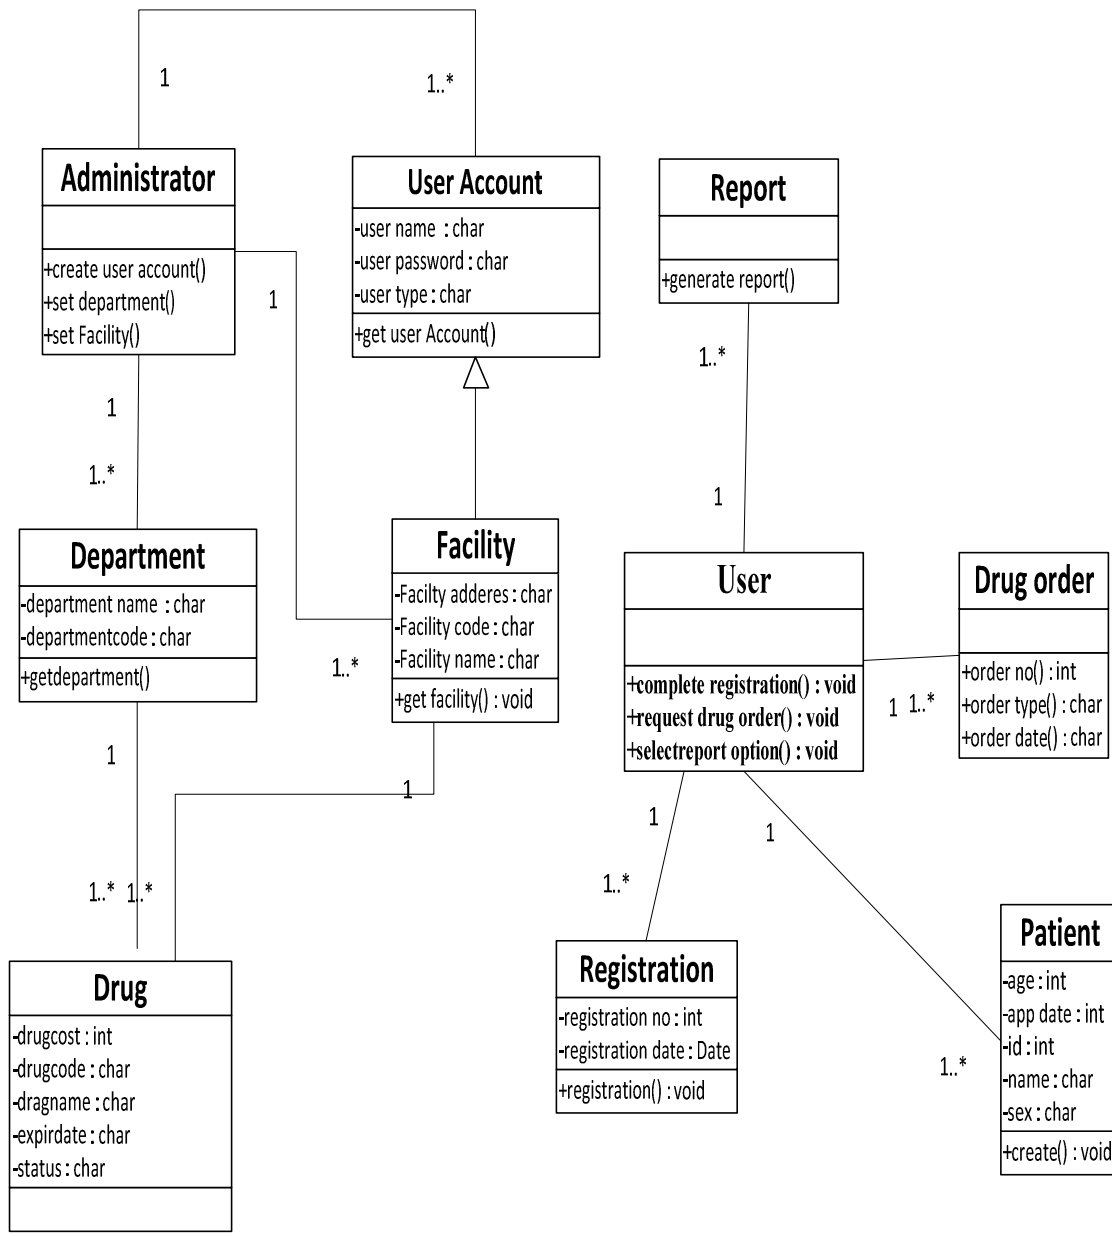 1
1..*
Administrator
+create user account()
+set department()
+set Facility()
User Account
-user name : char
-user password : char
-user type : char
+get user Account()
Report
+generate report()
1
1..*
1
1..*
1
1..*
1
Department
-department name : char
-departmentcode : char
+getdepartment()
Facility
-Facilty adderes : char
-Facility code : char
-Facility name : char
+get facility() : void
User
+complete registration() : void
+request drug order() : void
+selectreport option() : void
Drug order
+order no() : int
+order type() : char
+order date() : char
1 1..*
1
1
1..* 1..*
1
1..*
1
1..*
Drug
-drugcost : int
-drugcode : char
-dragname : char
-expirdate : char
-status : char
Registration
-registration no : int
-registration date : Date
+registration() : void
Patient
-age : int
-app date : int
-id : int
-name : char
-sex : char
+create() : void